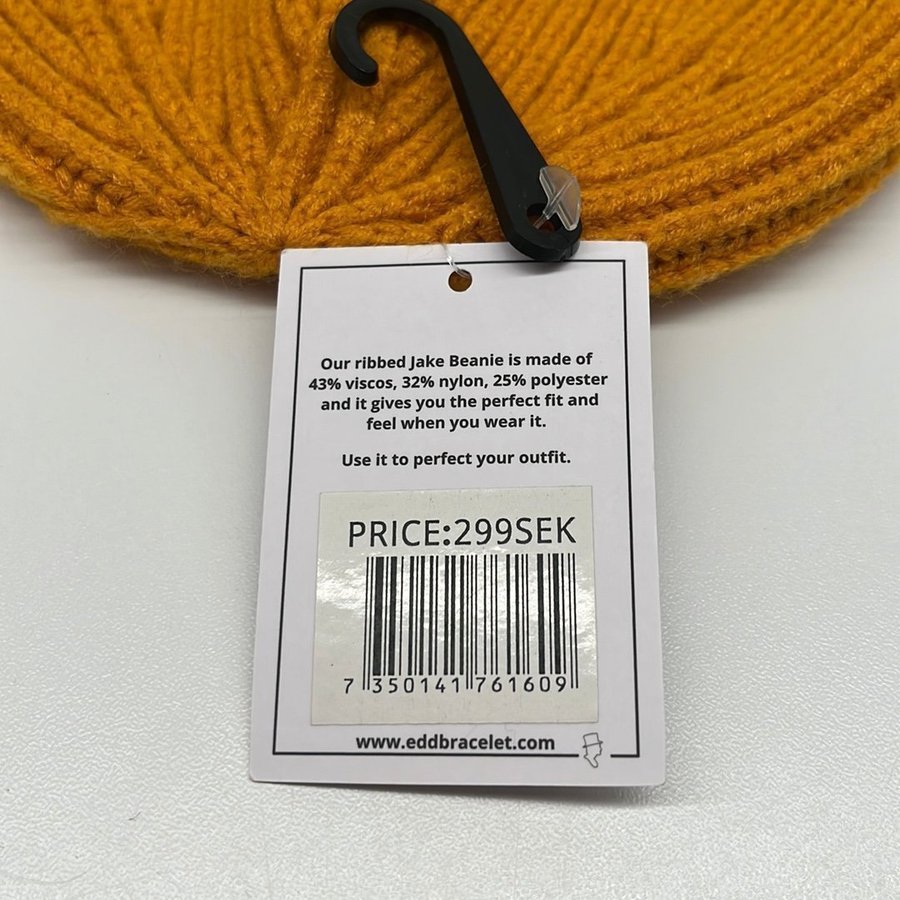 Our ribbed Jake Beanie is made of
43% viscos, 32% nylon, 25% polyester
and it gives you the perfect fit and
feel when you wear it.
Use it to perfect your outfit.
PRICE:299SEK
7 350141 761609
www.eddbracelet.com